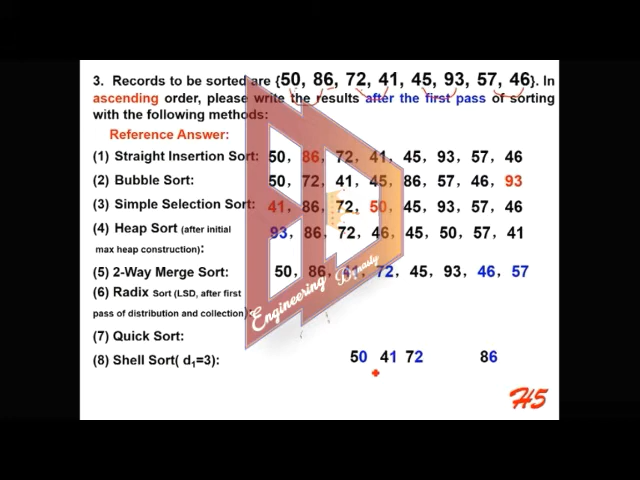 3. Records to be sorted are {50, 86, 72, 41, 45, 93, 57, 46}. In
ascending order, please write the results after the first pass of sorting
with the following methods:
Reference Answer:
(1) Straight Insertion Sort: 50, 86, 72, 41, 45, 93, 57, 46
(2) Bubble Sort: 50, 72, 41, 45, 86, 57, 46, 93
(3) Simple Selection Sort: 41, 86, 72, 50, 45, 93, 57, 46
(4) Heap Sort (after initial 93, 86, 72, 46, 45, 50, 57, 41
max heap construction):
(5) 2-Way Merge Sort: 50, 86, 41, 72, 45, 93, 46, 57
(6) Radix Sort (LSD, after first
pass of distribution and collection):
(7) Quick Sort:
(8) Shell Sort( d1=3): 50 41 72 86
Engineering Dynasty
H5